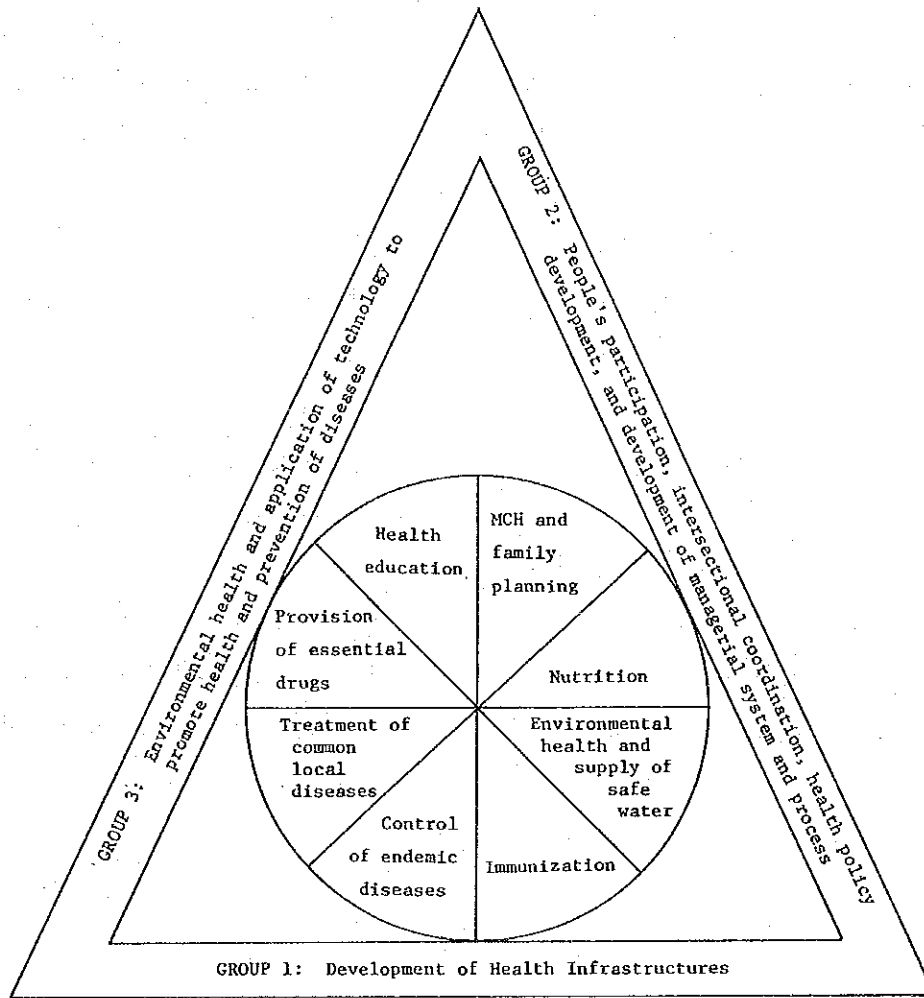 GROUP 3: Environmental health and application of technology to
promote health and prevention of diseases
GROUP 2: People's participation, intersectional coordination, health policy
development, and development of managerial system and process
Health
education
MCH and
family
planning
Provision
of essential
drugs
Nutrition
Treatment of
common
local
diseases
Environmental
health and
supply of
safe
water
Control
of endemic
diseases
Immunization
GROUP 1: Development of Health Infrastructures